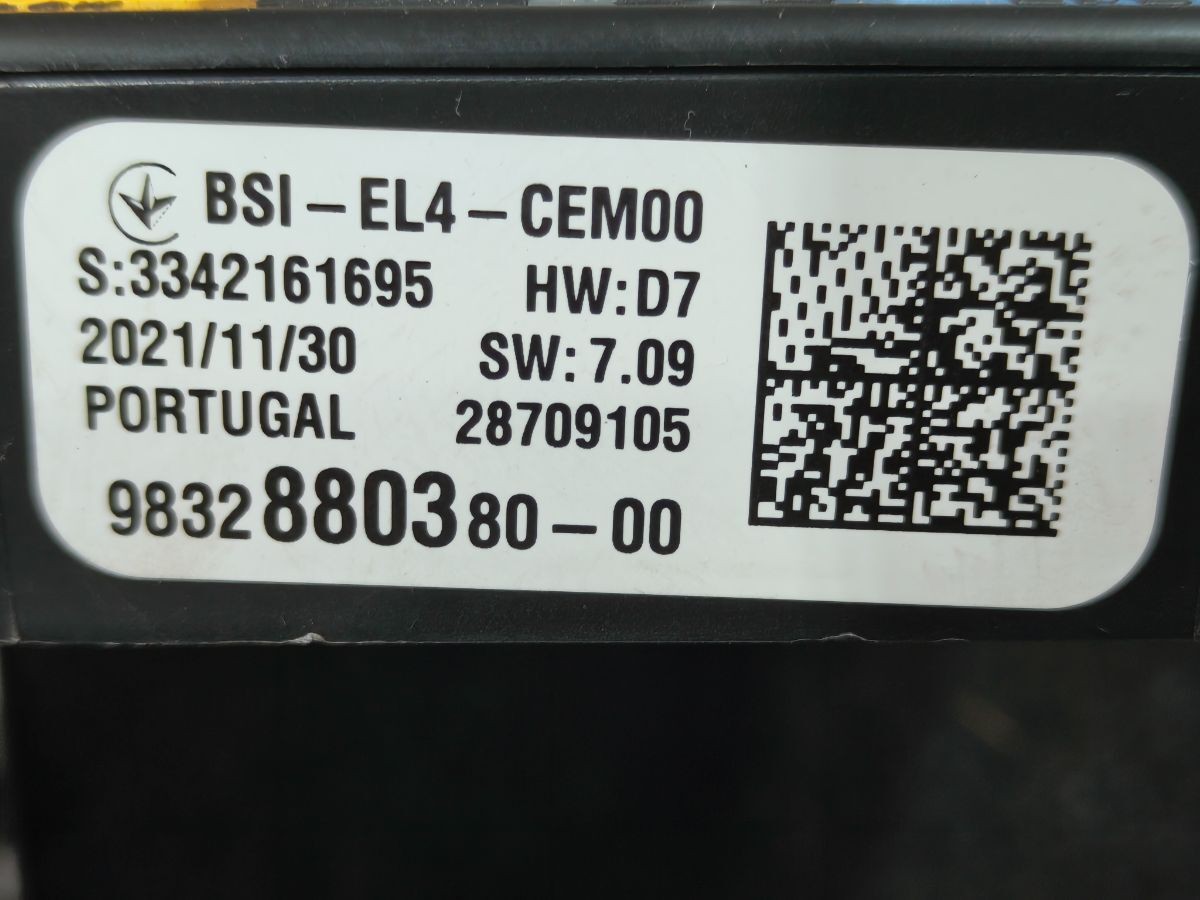 BSI-EL4-CEM00
S:3342161695 HW:D7
2021/11/30 SW:7.09
PORTUGAL 28709105
9832880380-00